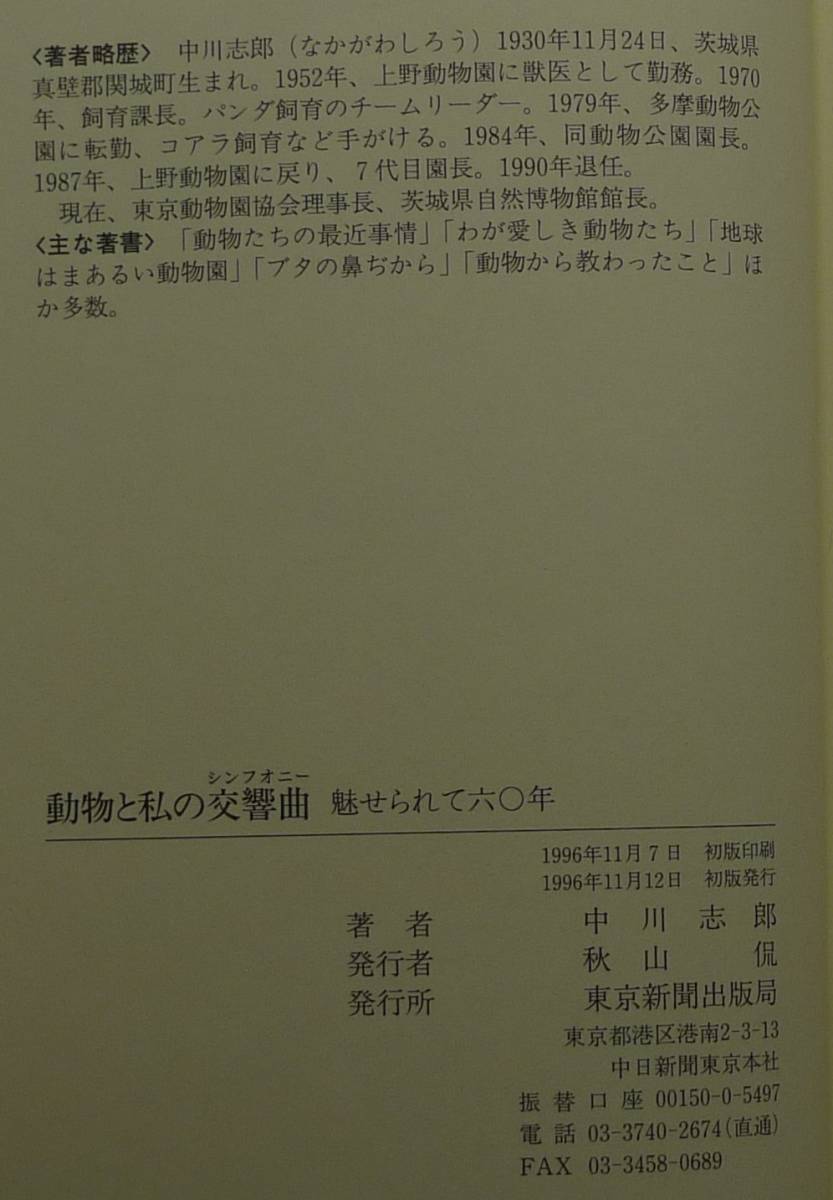 〈著者略歴〉 中川志郎（なかがわしろう）1930年11月24日、茨城県
真壁郡関城町生まれ。1952年、上野動物園に獣医として勤務。1970
年、飼育課長。パンダ飼育のチームリーダー。1979年、多摩動物公
園に転勤、コアラ飼育など手がける。1984年、同動物公園園長。
1987年、上野動物園に戻り、7代目園長。1990年退任。
現在、東京動物園協会理事長、茨城県自然博物館館長。
〈主な著書〉「動物たちの最近事情」「わが愛しき動物たち」「地球
はまあるい動物園」「ブタの鼻ぢから」「動物から教わったこと」ほ
か多数。
シンフォニー
動物と私の交響曲 魅せられて六〇年
1996年11月7日 初版印刷
1996年11月12日 初版発行
著者 中川志郎
発行者 秋山 侃
発行所 東京新聞出版局
東京都港区港南2-3-13
中日新聞東京本社
振替口座 00150-0-5497
電話 03-3740-2674(直通)
FAX 03-3458-0689